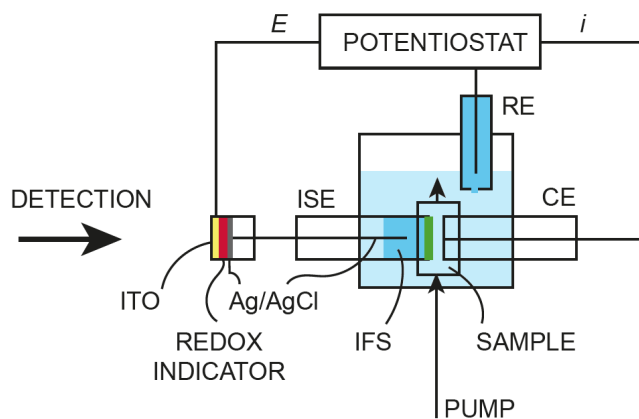 E
POTENTIOSTAT
i
RE
DETECTION
ISE
CE
ITO
Ag/AgCl
REDOX
INDICATOR
IFS
SAMPLE
PUMP